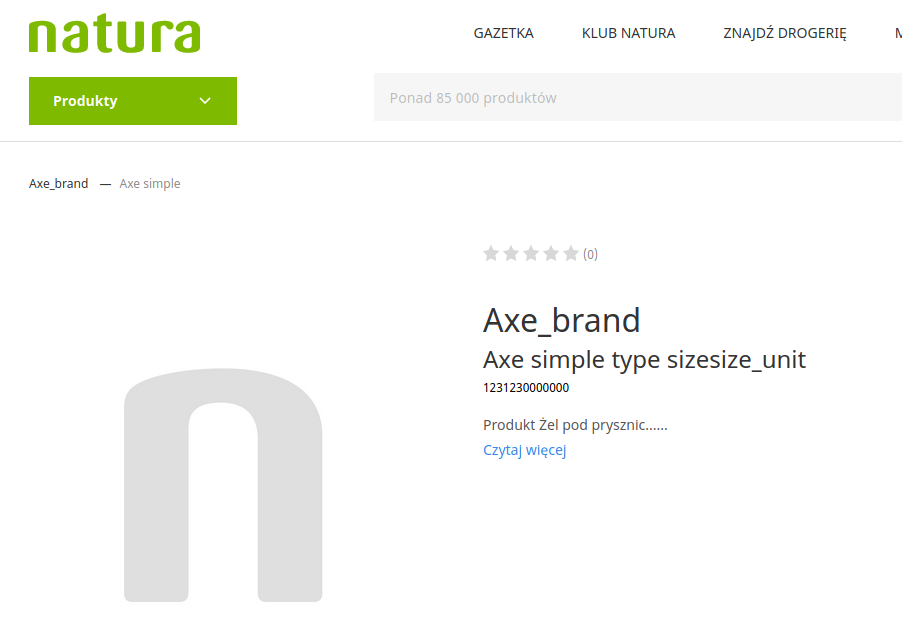 natura
GAZETKA KLUB NATURA ZNAJDŹ DROGERIĘ
Produkty
Ponad 85 000 produktów
Axe_brand — Axe simple
(0)
Axe_brand
Axe simple type sizesize_unit
1231230000000
Produkt Żel pod prysznic......
Czytaj więcej
n